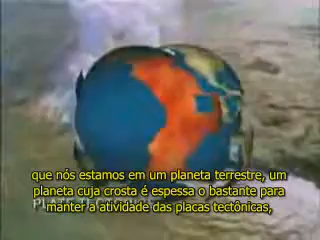 que nós estamos em um planeta terrestre, um
planeta cuja crosta é espessa o bastante para
manter a atividade das placas tectônicas,